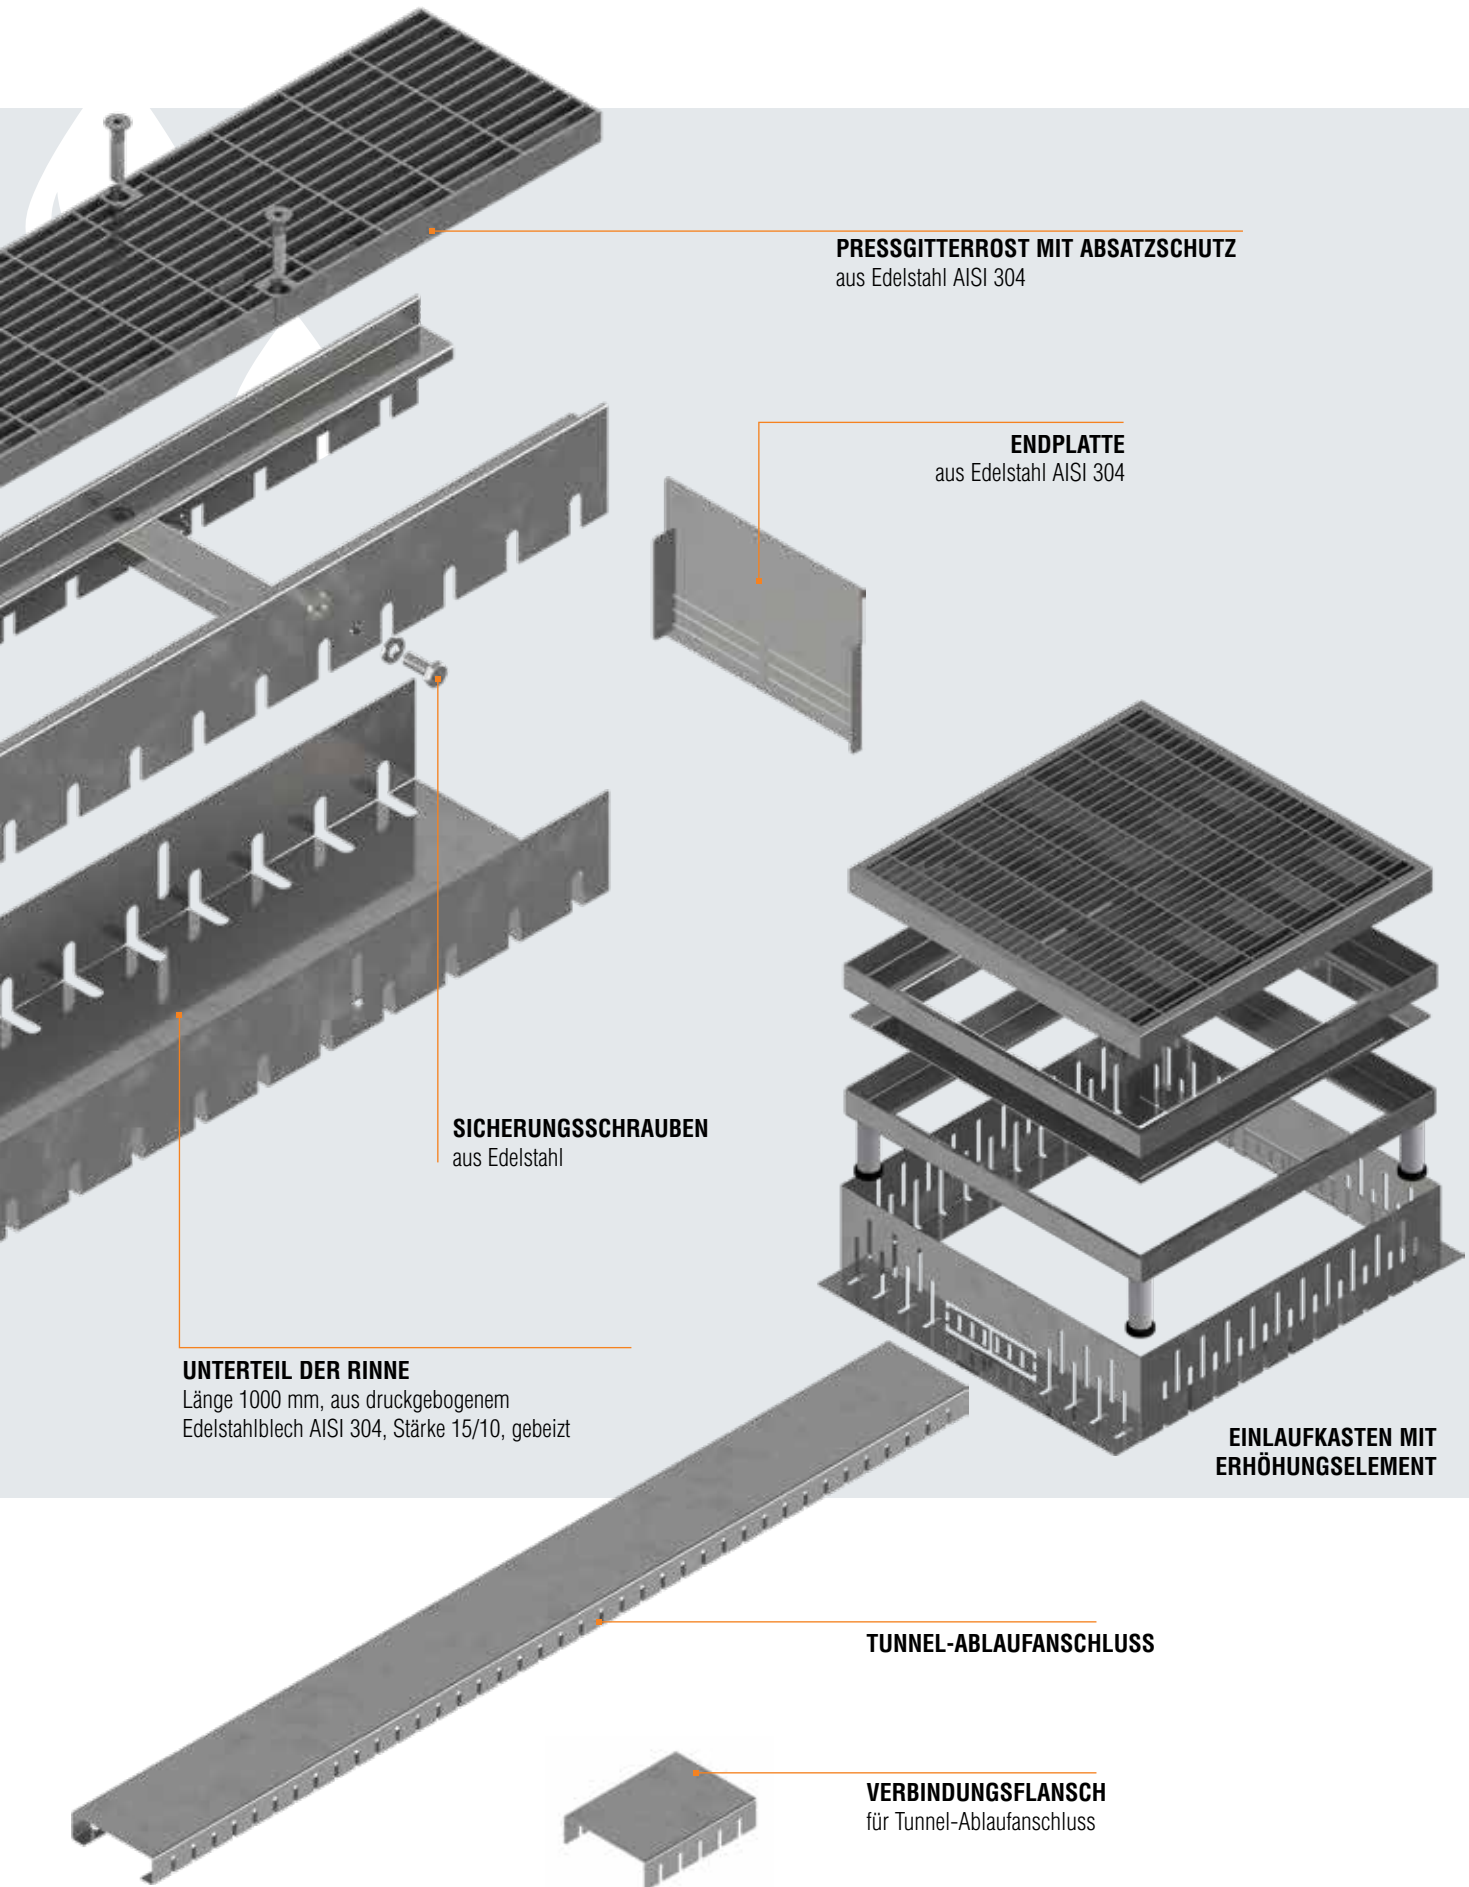 PRESSGITTERROST MIT ABSATZSCHUTZ
aus Edelstahl AISI 304
ENDPLATTE
aus Edelstahl AISI 304
SICHERUNGSSCHRAUBEN
aus Edelstahl
UNTERTEIL DER RINNE
Länge 1000 mm, aus druckgebogenem
Edelstahlblech AISI 304, Stärke 15/10, gebeizt
EINLAUFKASTEN MIT
ERHÖHUNGSELEMENT
TUNNEL-ABLAUFANSCHLUSS
VERBINDUNGSFLANSCH
für Tunnel-Ablaufanschluss